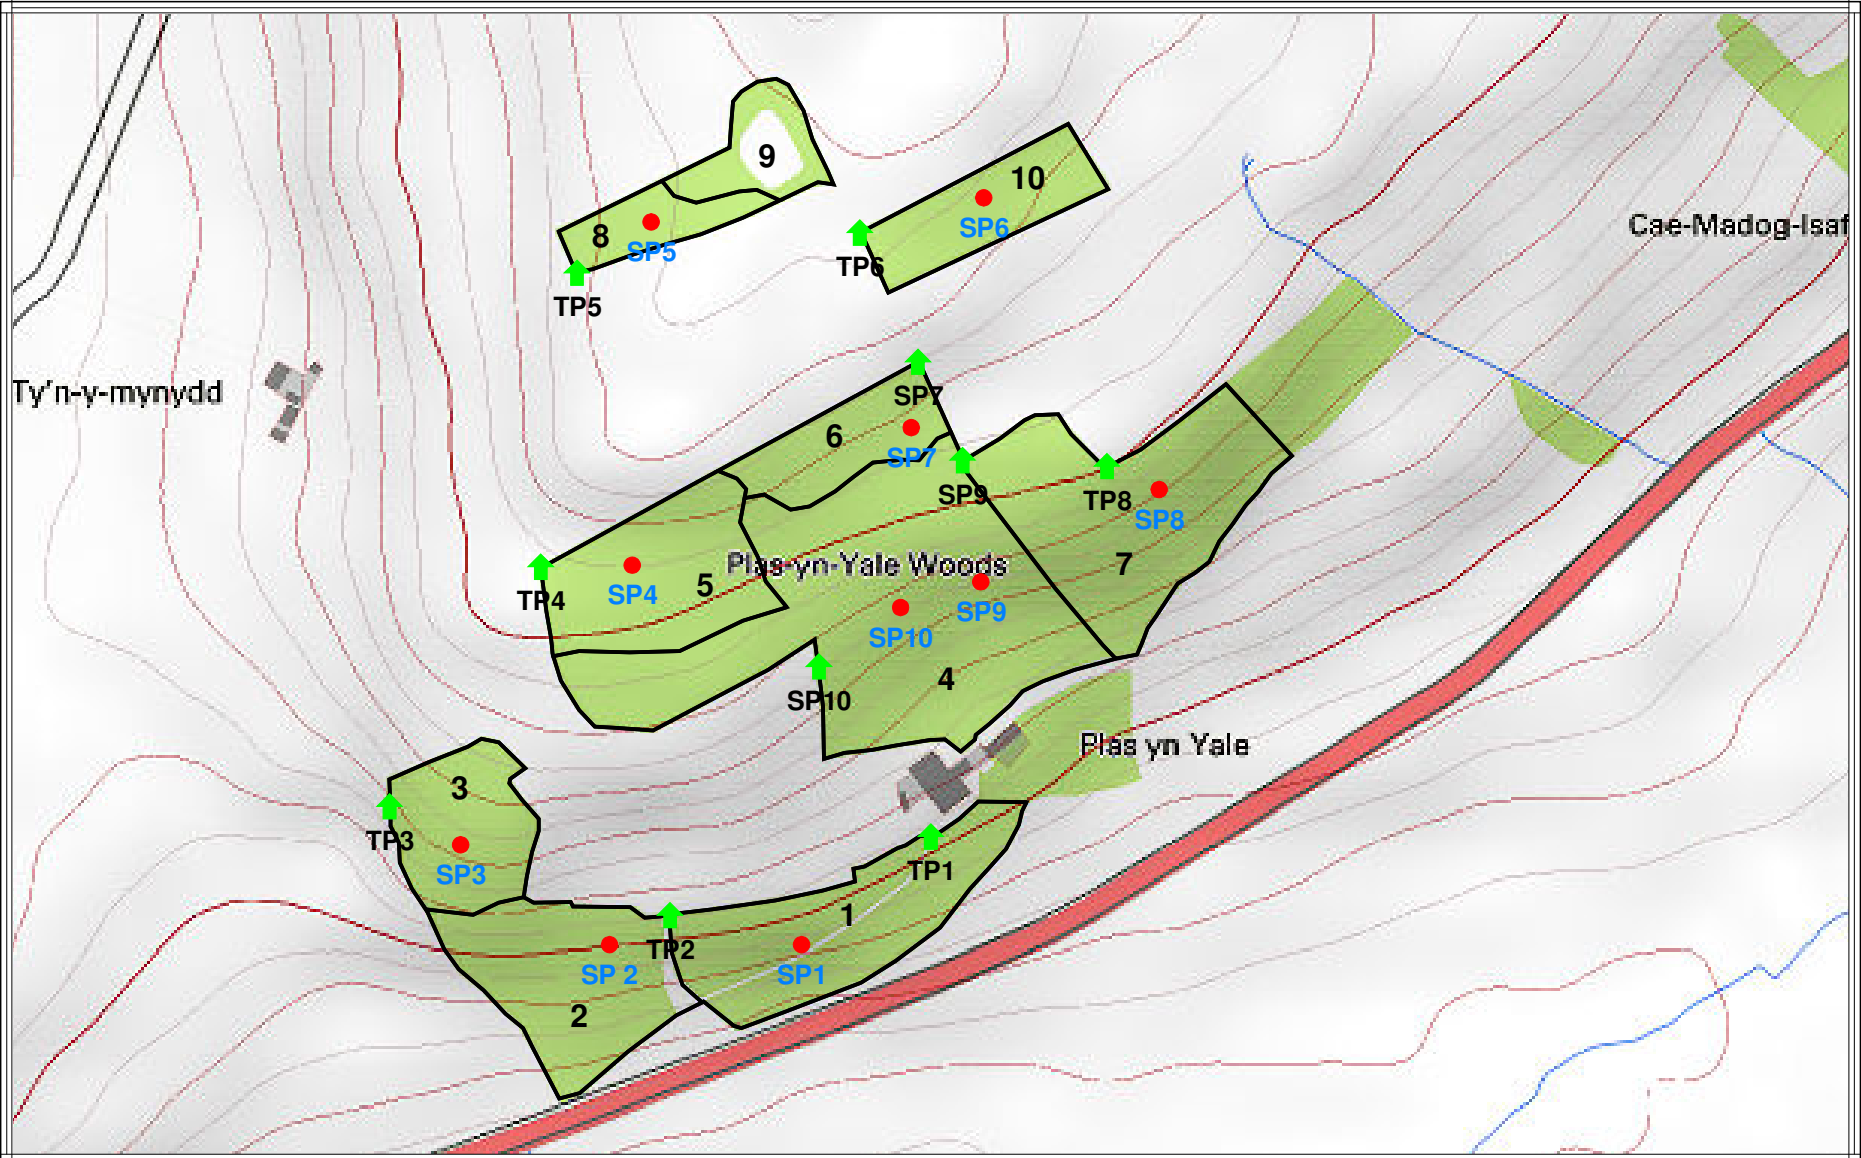 9
10
8
SP5
SP6
Cae-Madog-Isaf
TP6
TP5
Ty'n-y-mynydd
SP7
6
SP7
SP9
TP8
SP8
Plas-yn-Yale Woods
7
5
SP4
TP4
SP9
SP10
4
SP10
Plas yn Yale
3
TP3
SP3
TP1
1
TP2
SP 2
SP1
2